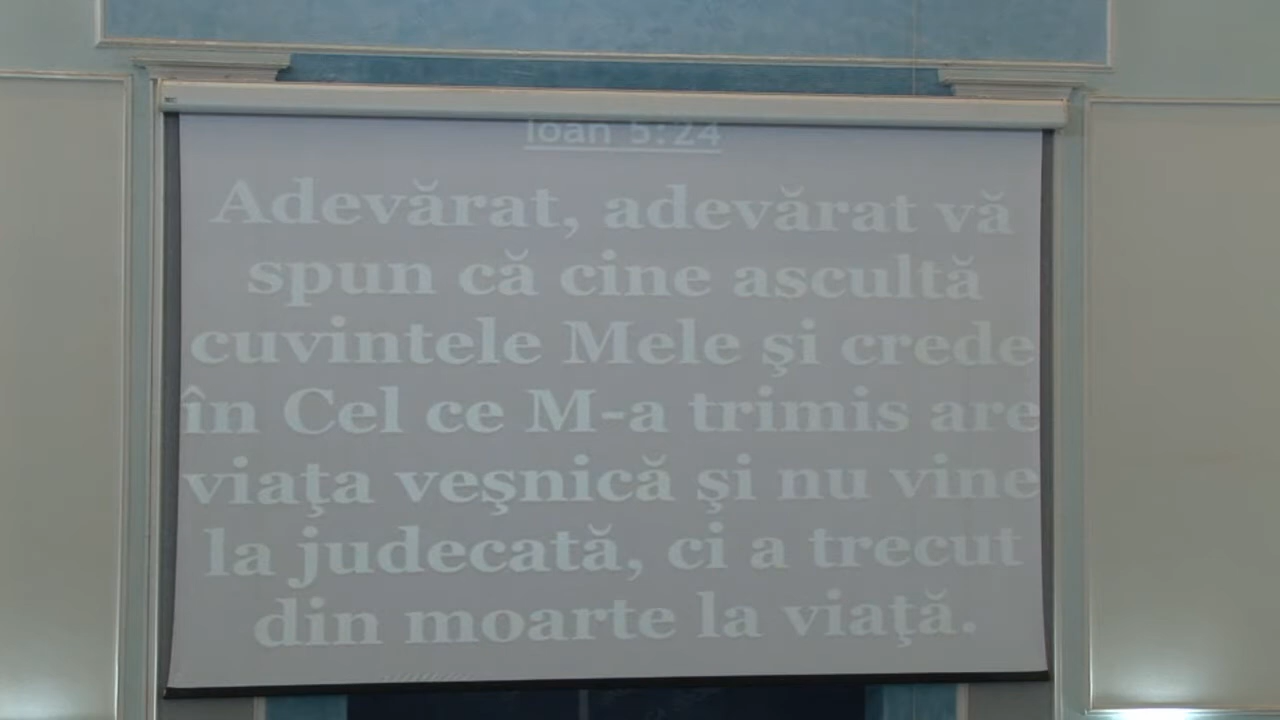 Ioan 5:24
Adevărat, adevărat vă
spun că cine ascultă
cuvintele Mele şi crede
în Cel ce M-a trimis are
viaţa veşnică şi nu vine
la judecată, ci a trecut
din moarte la viaţă.